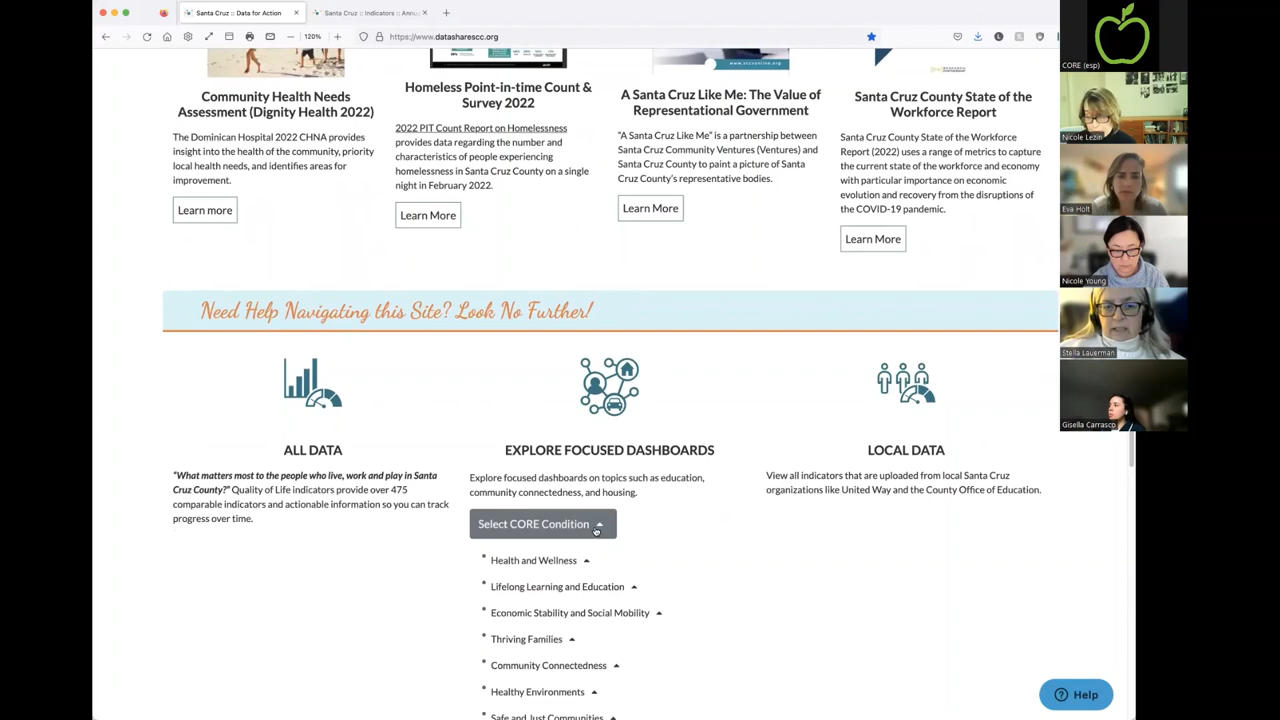 Santa Cruz :: Data for Action
Santa Cruz :: Indicators :: Annu
120%
https://www.datasharescc.org
Community Health Needs
Assessment (Dignity Health 2022)
The Dominican Hospital 2022 CHNA provides
insight into the health of the community, priority
local health needs, and identifies areas for
improvement.
Learn more
Homeless Point-in-time Count &
Survey 2022
2022 PIT Count Report on Homelessness
provides data regarding the number and
characteristics of people experiencing
homelessness in Santa Cruz County on a single
night in February 2022.
Learn More
A Santa Cruz Like Me: The Value of
Representational Government
"A Santa Cruz Like Me" is a partnership between
Santa Cruz Community Ventures (Ventures) and
Santa Cruz County to paint a picture of Santa
Cruz County's representative bodies.
Learn More
Santa Cruz County State of the
Workforce Report
Santa Cruz County State of the Workforce
Report (2022) uses a range of metrics to capture
the current state of the workforce and economy
with particular importance on economic
evolution and recovery from the disruptions of
the COVID-19 pandemic.
Learn More
Need Help Navigating this Site? Look No Further!
ALL DATA
"What matters most to the people who live, work and play in Santa
Cruz County?" Quality of Life indicators provide over 475
comparable indicators and actionable information so you can track
progress over time.
EXPLORE FOCUSED DASHBOARDS
Explore focused dashboards on topics such as education,
community connectedness, and housing.
Select CORE Condition
Health and Wellness
Lifelong Learning and Education
Economic Stability and Social Mobility
Thriving Families
Community Connectedness
Healthy Environments
Safe and Just Communities
LOCAL DATA
View all indicators that are uploaded from local Santa Cruz
organizations like United Way and the County Office of Education.
Help
CORE (esp)
Nicole Lezin
Eva Holt
Nicole Young
Stella Lauerman
Gisella Carrasco